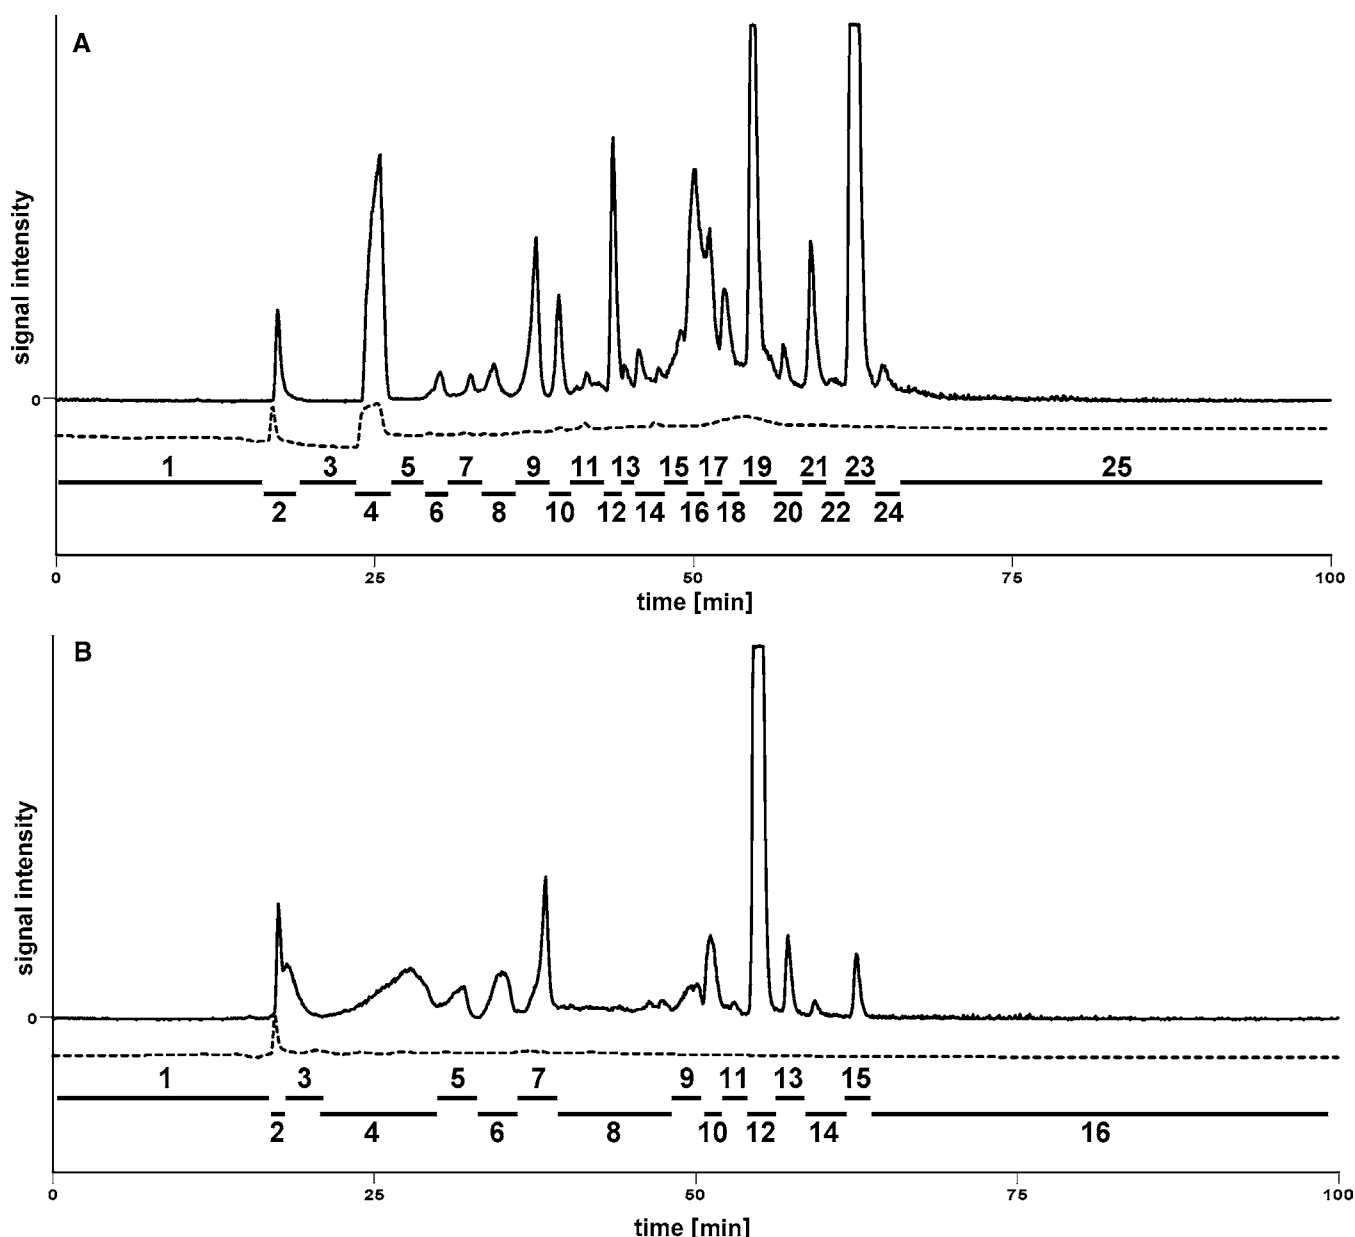 A
signal intensity
0
1 3 5 7 9 11 13 15 17 19 21 23 25
2 4 6 8 10 12 14 16 18 20 22 24
0 25 50 75 100
time [min]
B
signal intensity
0
1 3 5 7 9 11 13 15
2 4 6 8 10 12 14 16
0 25 50 75 100
time [min]